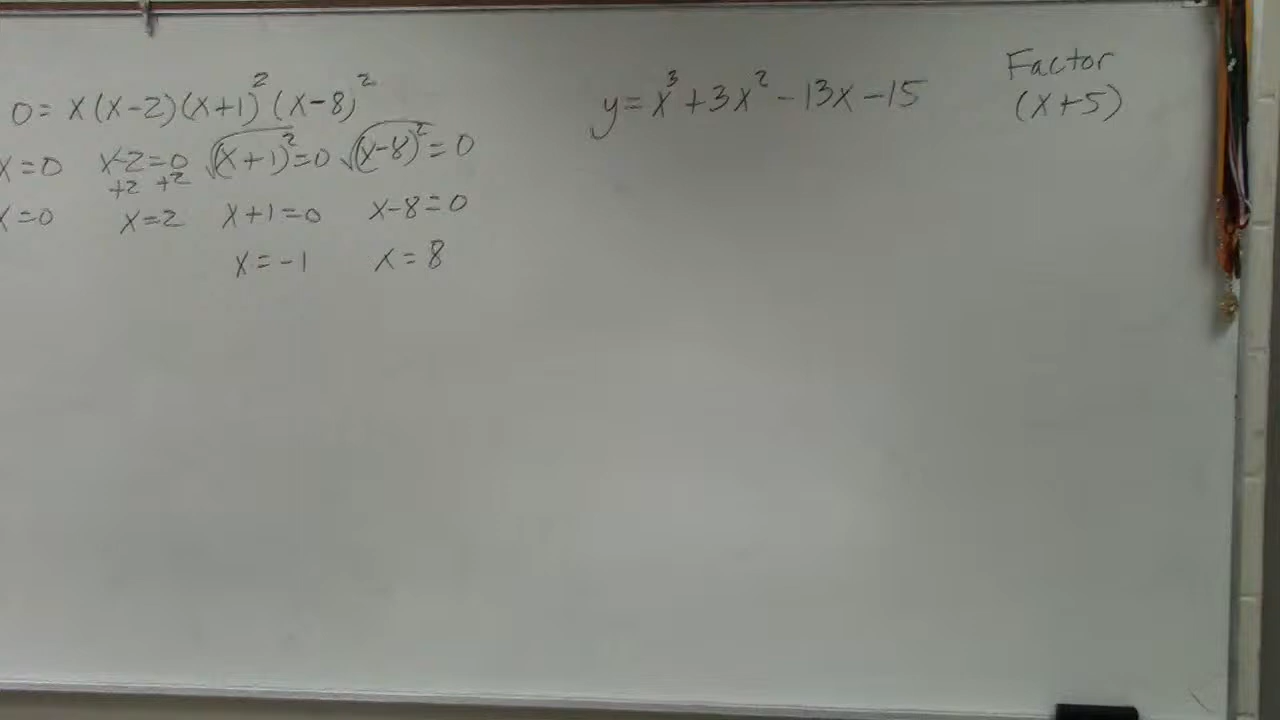 0 = x(x-2)(x+1)² (x-8)²
x=0 x-2=0 √(x+1)²=0 √(x-8)²=0
+2 +2
x=0 x=2 x+1=0 x-8=0
x=-1 x=8
y=x³+3x²-13x-15
Factor
(x+5)